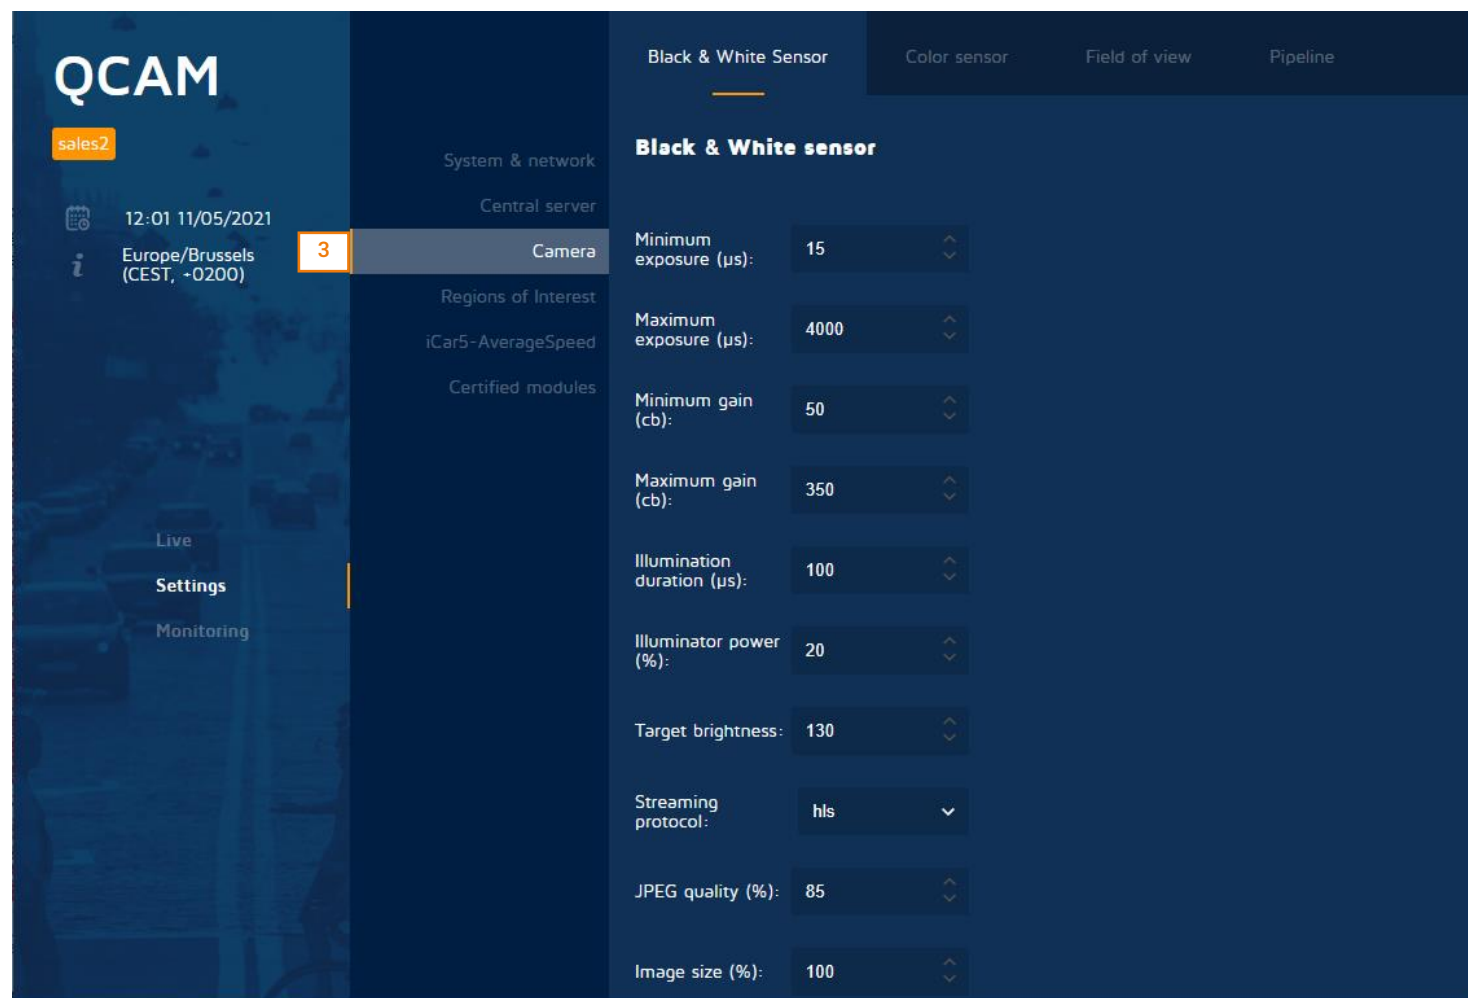 QCAM
sales2
12:01 11/05/2021
Europe/Brussels
(CEST, +0200)
Live
Settings
Monitoring
System & network
Central server
3
Camera
Regions of Interest
iCar5-AverageSpeed
Certified modules
Black & White Sensor
Color sensor
Field of view
Pipeline
Black & White sensor
Minimum
exposure (µs):
15
Maximum
exposure (µs):
4000
Minimum gain
(cb):
50
Maximum gain
(cb):
350
Illumination
duration (µs):
100
Illuminator power
(%):
20
Target brightness:
130
Streaming
protocol:
hls
JPEG quality (%):
85
Image size (%):
100